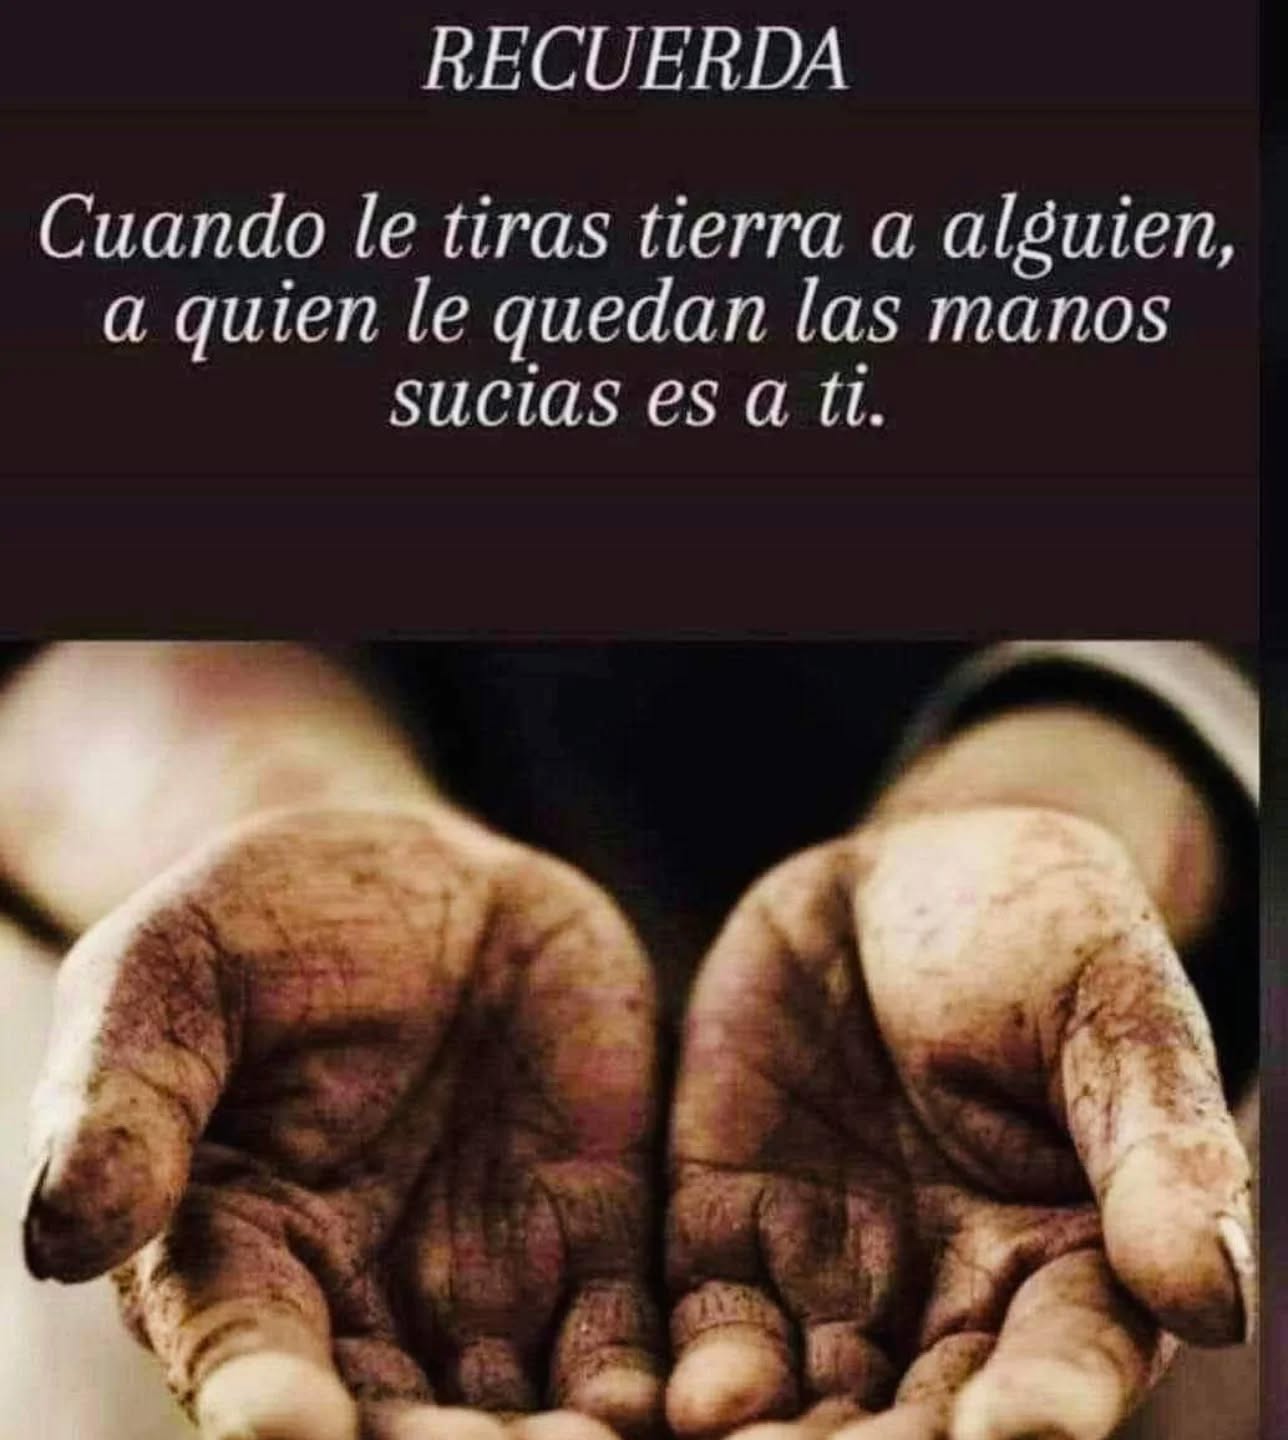 RECUERDA
Cuando le tiras tierra a alguien,
a quien le quedan las manos
sucias es a ti.